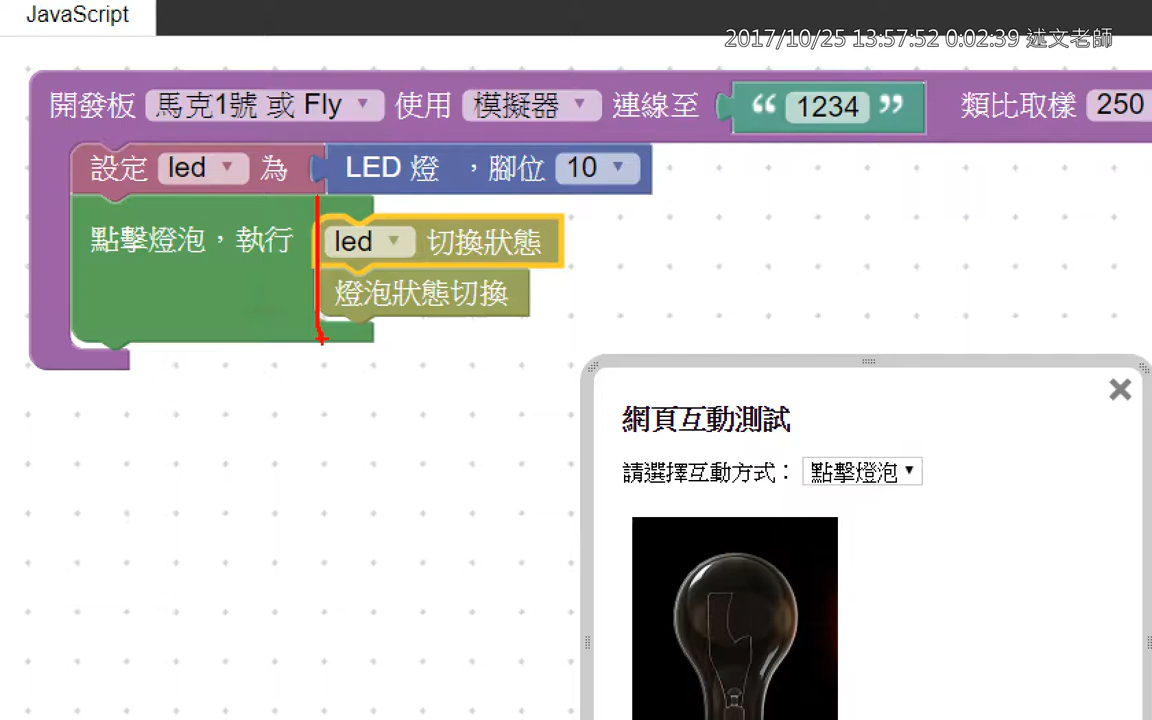 JavaScript
2017/10/25 13:57:52 0:02:39 述文老師
開發板 馬克1號 或 Fly 使用 模擬器 連線至 “ 1234 ” 類比取樣 250
設定 led 為 LED 燈 ，腳位 10
點擊燈泡，執行 led 切換狀態
燈泡狀態切換
網頁互動測試
請選擇互動方式： 點擊燈泡